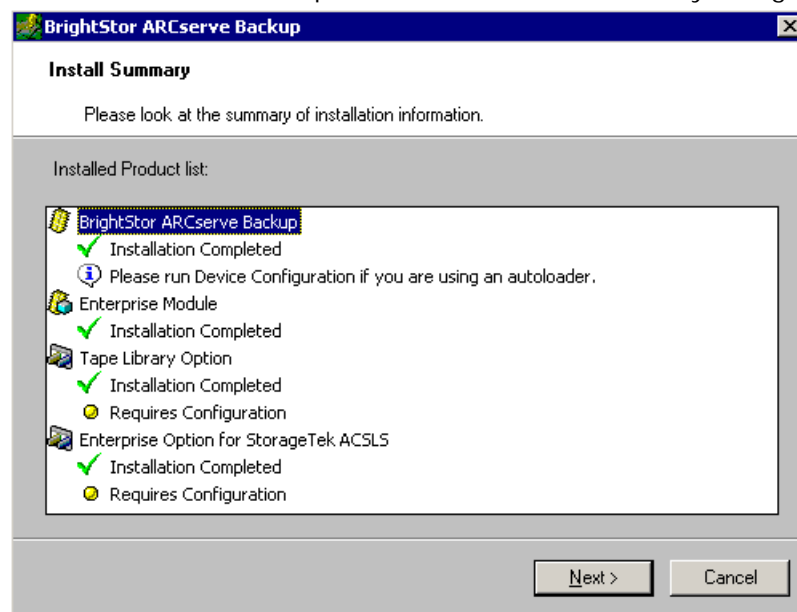 BrightStor ARCserve Backup
Install Summary
Please look at the summary of installation information.
Installed Product list:
BrightStor ARCserve Backup
Installation Completed
Please run Device Configuration if you are using an autoloader.
Enterprise Module
Installation Completed
Tape Library Option
Installation Completed
Requires Configuration
Enterprise Option for StorageTek ACSLS
Installation Completed
Requires Configuration
Next >
Cancel